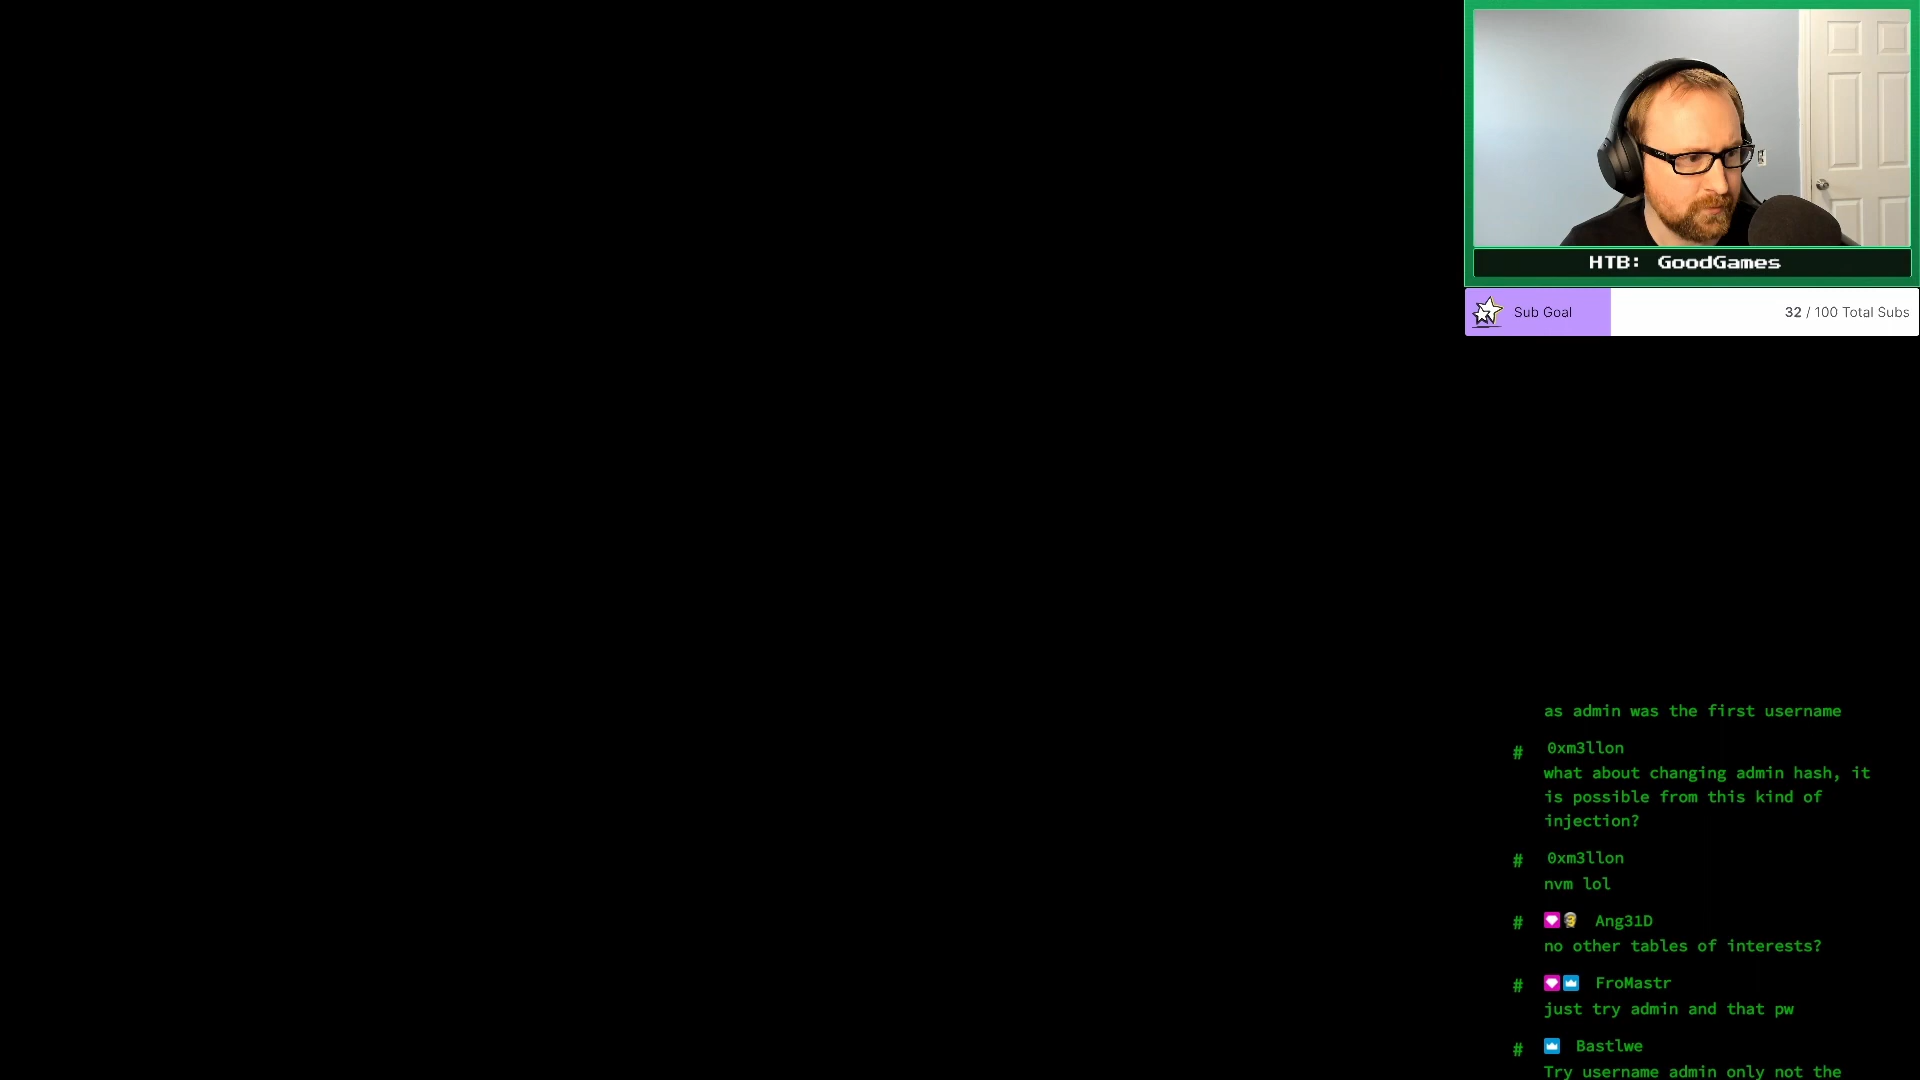 HTB: GoodGames
Sub Goal
32 / 100 Total Subs
as admin was the first username
# 0xm3llon
what about changing admin hash, it
is possible from this kind of
injection?
# 0xm3llon
nvm lol
# Ang31D
no other tables of interests?
# FroMastr
just try admin and that pw
# Bastlwe
Try username admin only not the